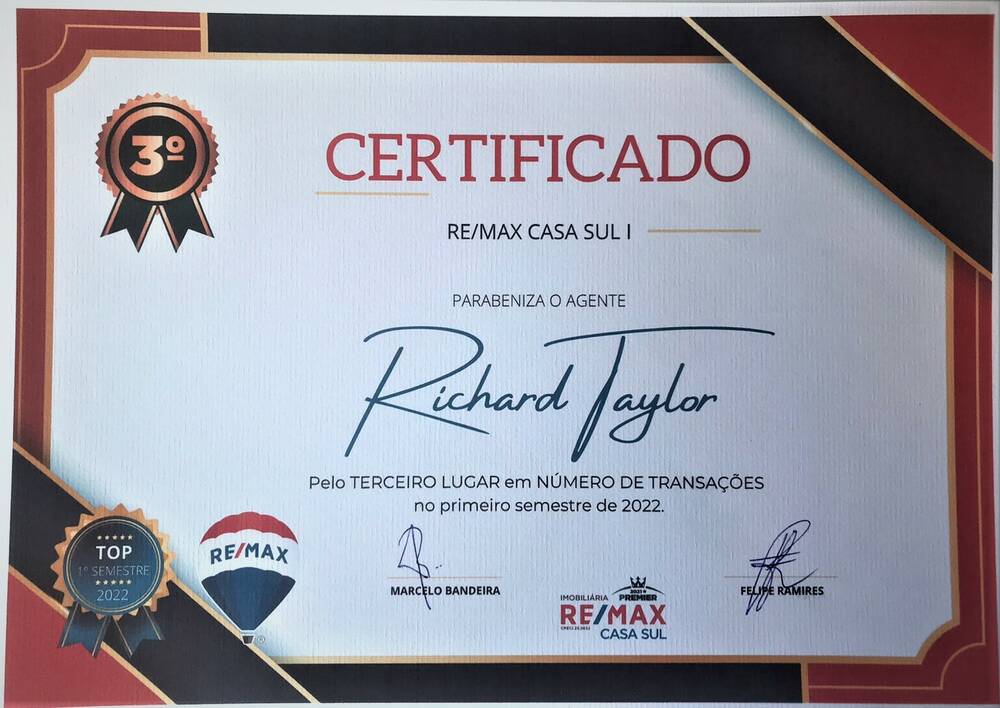 3º
CERTIFICADO
RE/MAX CASA SUL I
PARABENIZA O AGENTE
Richard Taylor
Pelo TERCEIRO LUGAR em NÚMERO DE TRANSAÇÕES
no primeiro semestre de 2022.
TOP
1º SEMESTRE
2022
RE/MAX
MARCELO BANDEIRA
IMOBILIÁRIA
2021
PREMIER
RE/MAX
CASA SUL
FELIPE RAMIRES